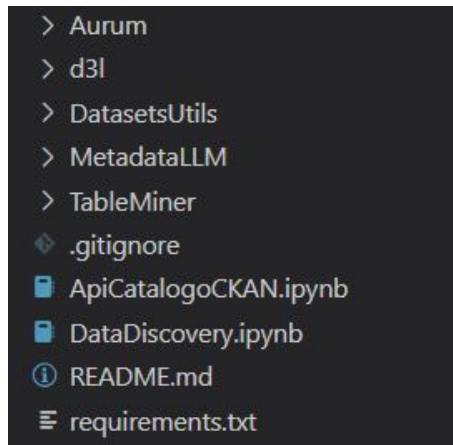 Aurum
d3l
DatasetsUtils
MetadataLLM
TableMiner
.gitignore
ApiCatalogoCKAN.ipynb
DataDiscovery.ipynb
README.md
requirements.txt